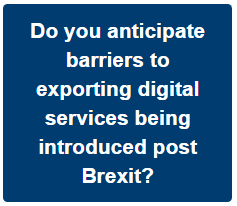 Do you anticipate
barriers to
exporting digital
services being
introduced post
Brexit?